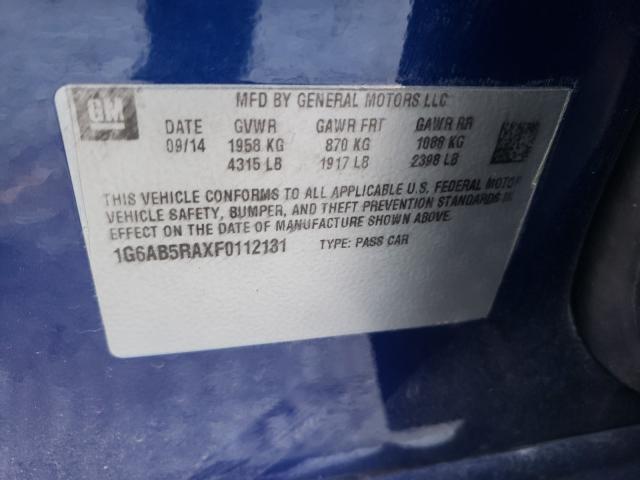 GM
MFD BY GENERAL MOTORS LLC
DATE GVWR GAWR FRT GAWR RR
09/14 1958 KG 870 KG 1088 KG
4315 LB 1917 LB 2398 LB
THIS VEHICLE CONFORMS TO ALL APPLICABLE U.S. FEDERAL MOTOR
VEHICLE SAFETY, BUMPER, AND THEFT PREVENTION STANDARDS IN
EFFECT ON THE DATE OF MANUFACTURE SHOWN ABOVE.
1G6AB5RAXF0112131 TYPE: PASS CAR